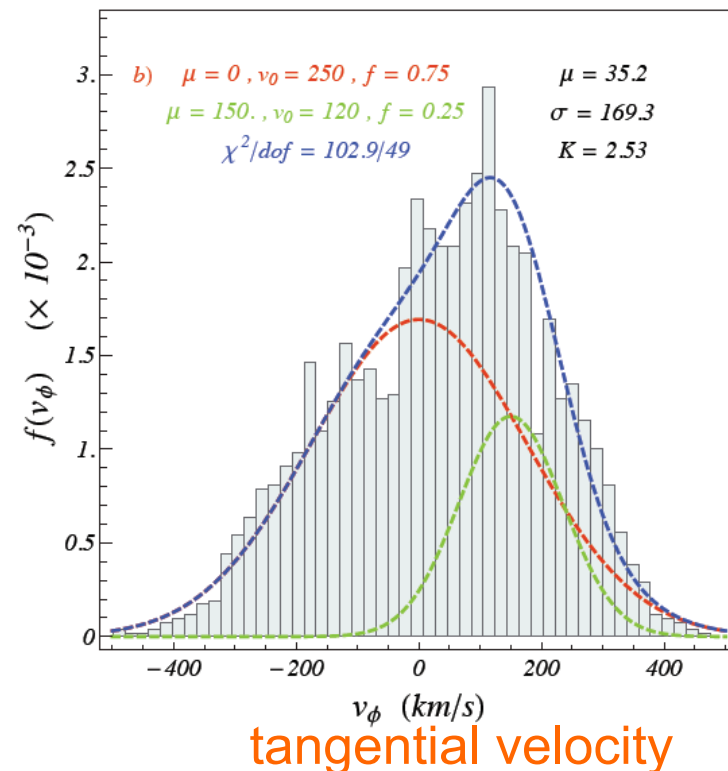 b) μ = 0 , v₀ = 250 , f = 0.75
μ = 150. , v₀ = 120 , f = 0.25
χ²/dof = 102.9/49
μ = 35.2
σ = 169.3
K = 2.53
f(v_ϕ) (× 10⁻³)
3.
2.5
2.
1.5
1.
0.5
0
−400 −200 0 200 400
v_ϕ (km/s)
tangential velocity